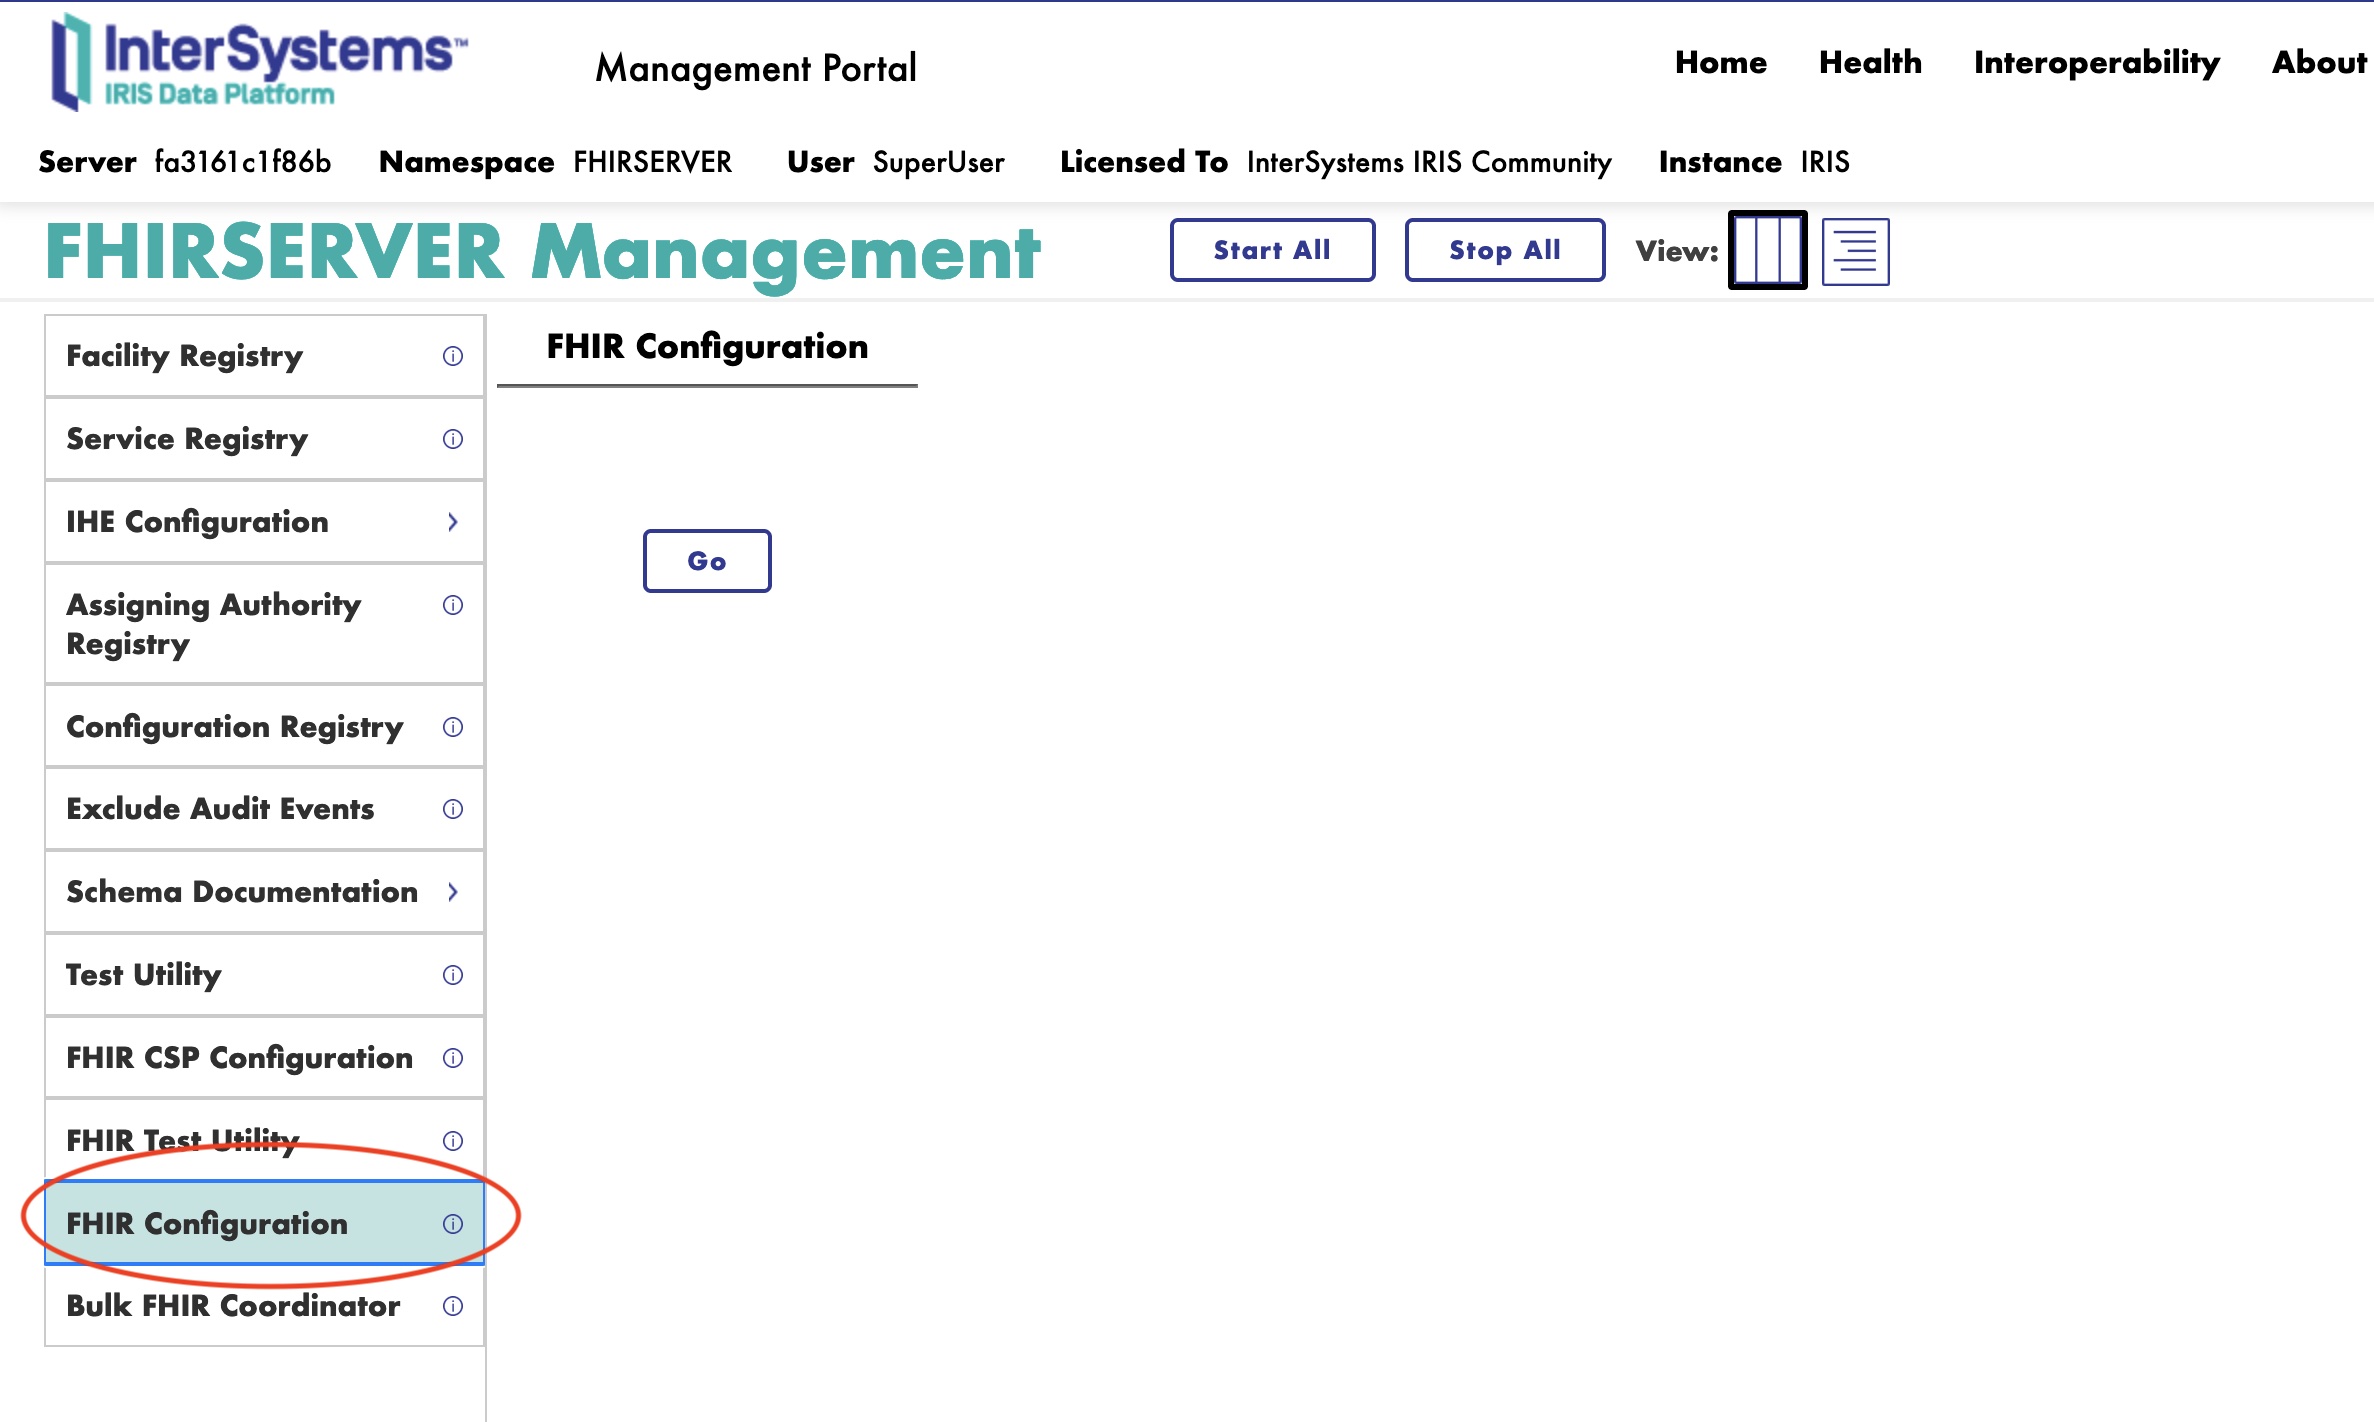 InterSystems™
IRIS Data Platform
Management Portal
Home Health Interoperability About
Server fa3161c1f86b Namespace FHIRSERVER User SuperUser Licensed To InterSystems IRIS Community Instance IRIS
FHIRSERVER Management
Start All
Stop All
View:
Facility Registry
Service Registry
IHE Configuration
Assigning Authority
Registry
Configuration Registry
Exclude Audit Events
Schema Documentation
Test Utility
FHIR CSP Configuration
FHIR Test Utility
FHIR Configuration
Bulk FHIR Coordinator
FHIR Configuration
Go